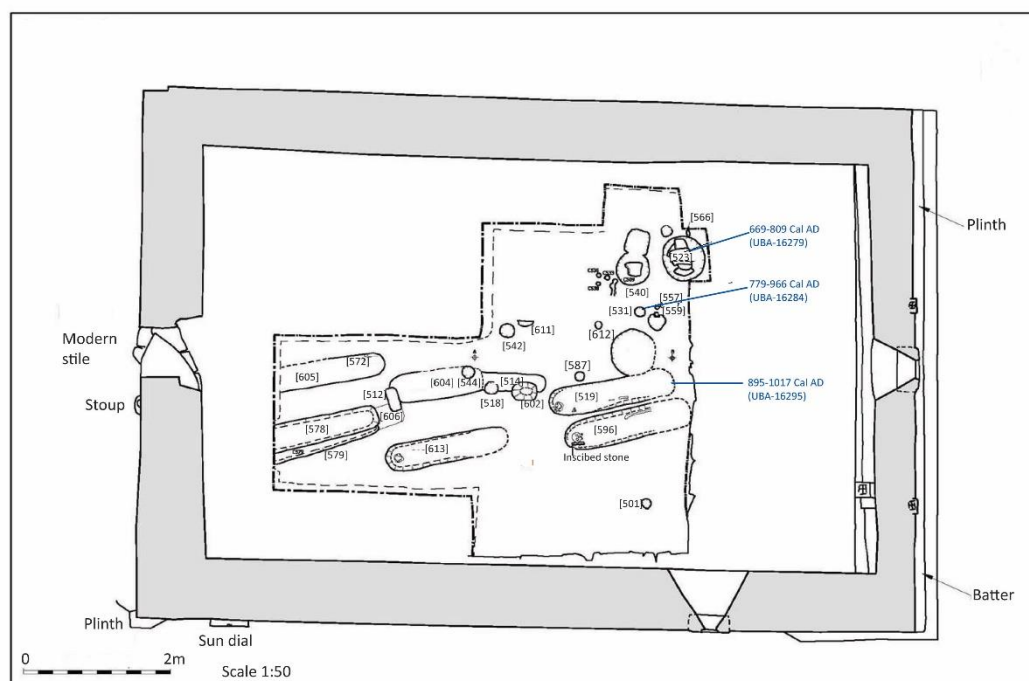 [566]
669-809 Cal AD
(UBA-16279)
Plinth
[523]
[540]
779-966 Cal AD
(UBA-16284)
[557]
[531]
[559]
[611]
[612]
[542]
Modern
stile
[572]
[587]
[605]
[604]
[544]
[514]
895-1017 Cal AD
(UBA-16295)
[512]
[518]
[519]
[602]
Stoup
[606]
[578]
[596]
[613]
[579]
Inscibed stone
[501]
Batter
Plinth
Sun dial
0
2m
Scale 1:50